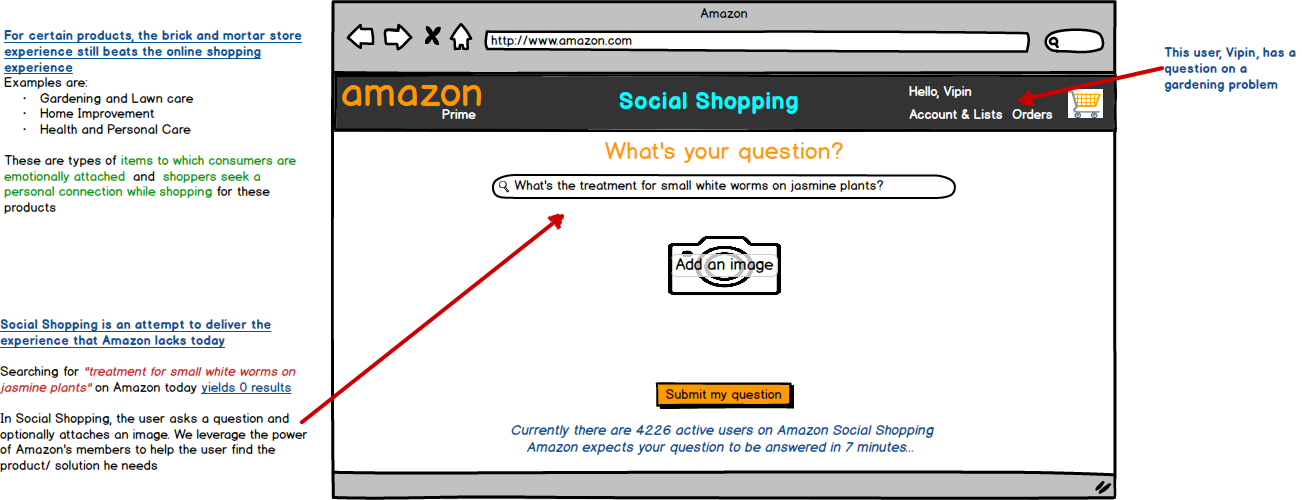 For certain products, the brick and mortar store
experience still beats the online shopping
experience
Examples are:
· Gardening and Lawn care
· Home Improvement
· Health and Personal Care
These are types of items to which consumers are
emotionally attached and shoppers seek a
personal connection while shopping for these
products
Social Shopping is an attempt to deliver the
experience that Amazon lacks today
Searching for "treatment for small white worms on
jasmine plants" on Amazon today yields 0 results
In Social Shopping, the user asks a question and
optionally attaches an image. We leverage the power
of Amazon's members to help the user find the
product/ solution he needs
Amazon
http://www.amazon.com
amazon
Prime
Social Shopping
Hello, Vipin
Account & Lists Orders
What's your question?
What's the treatment for small white worms on jasmine plants?
Add an image
Submit my question
Currently there are 4226 active users on Amazon Social Shopping
Amazon expects your question to be answered in 7 minutes...
This user, Vipin, has a
question on a
gardening problem